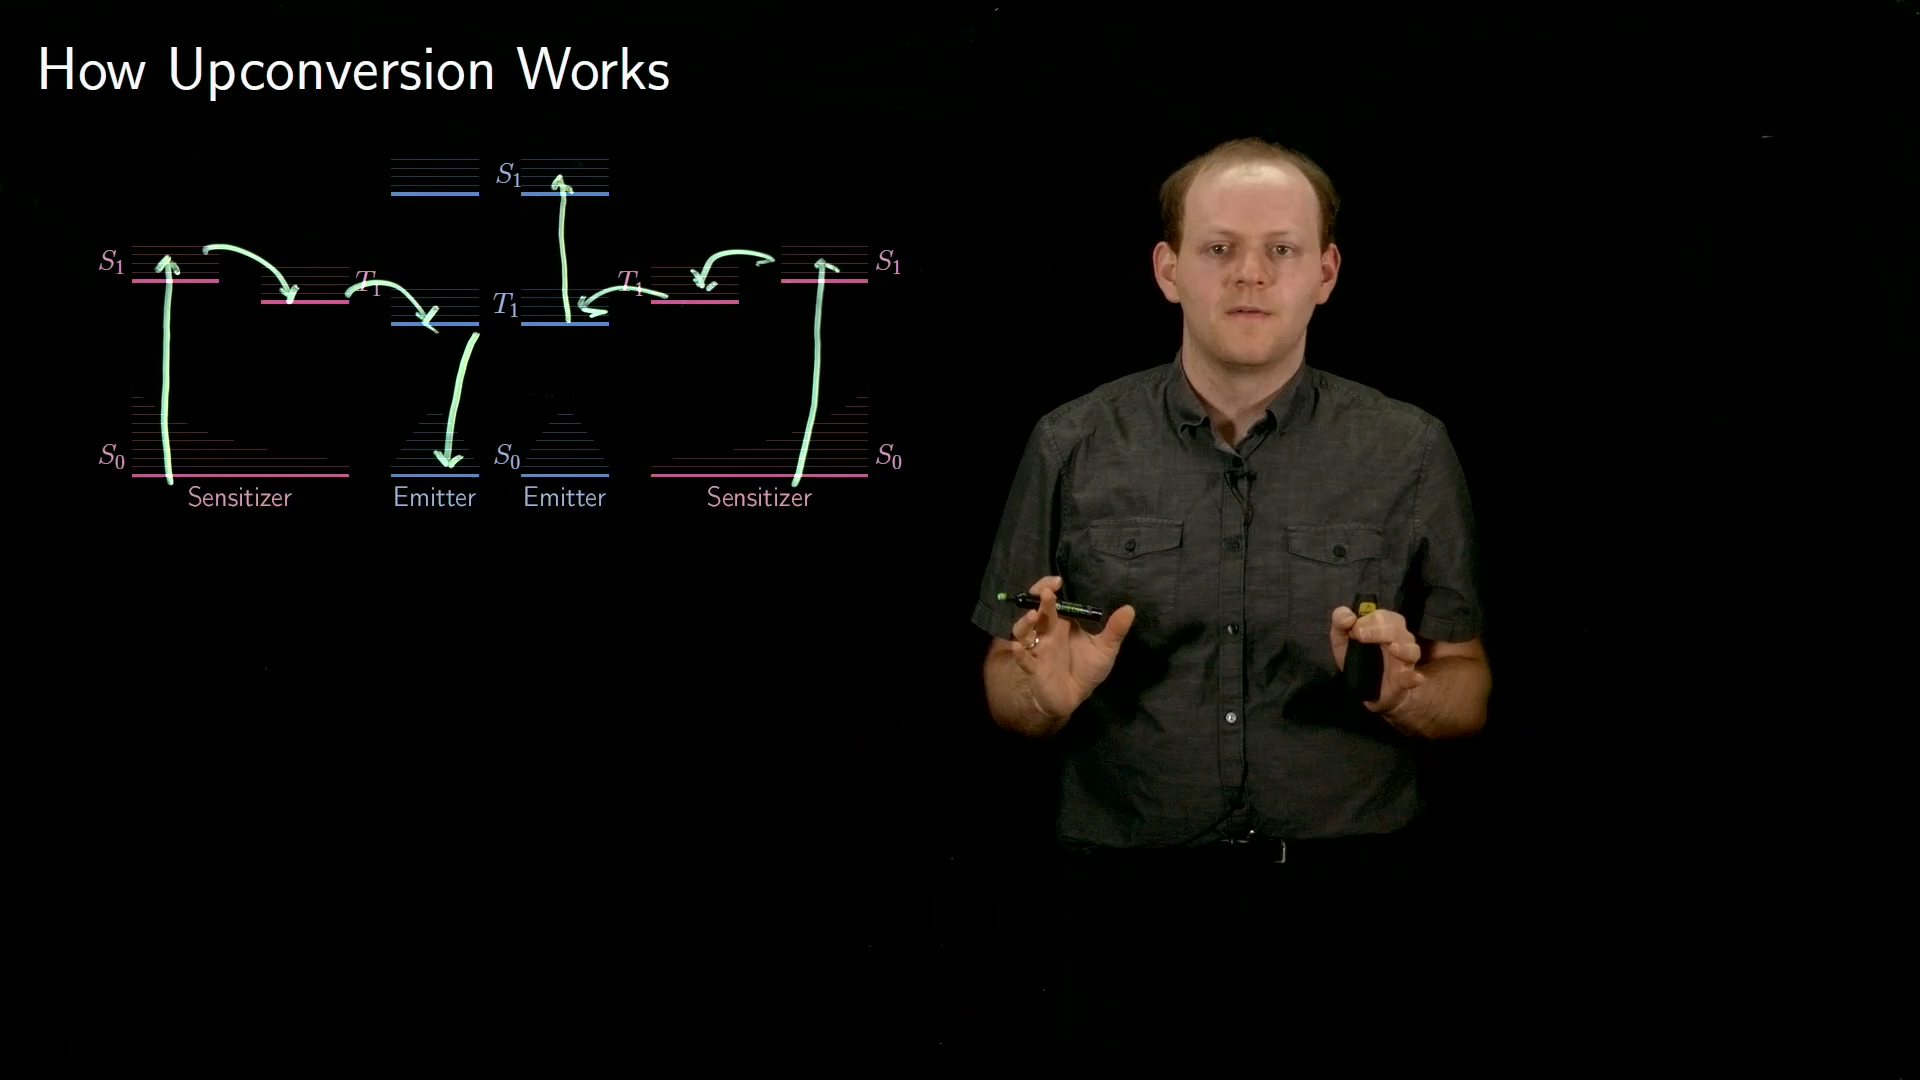 How Upconversion Works
S₁
S₁ T₁ T₁ T₁ S₁
S₀ S₀ S₀
Sensitizer Emitter Emitter Sensitizer